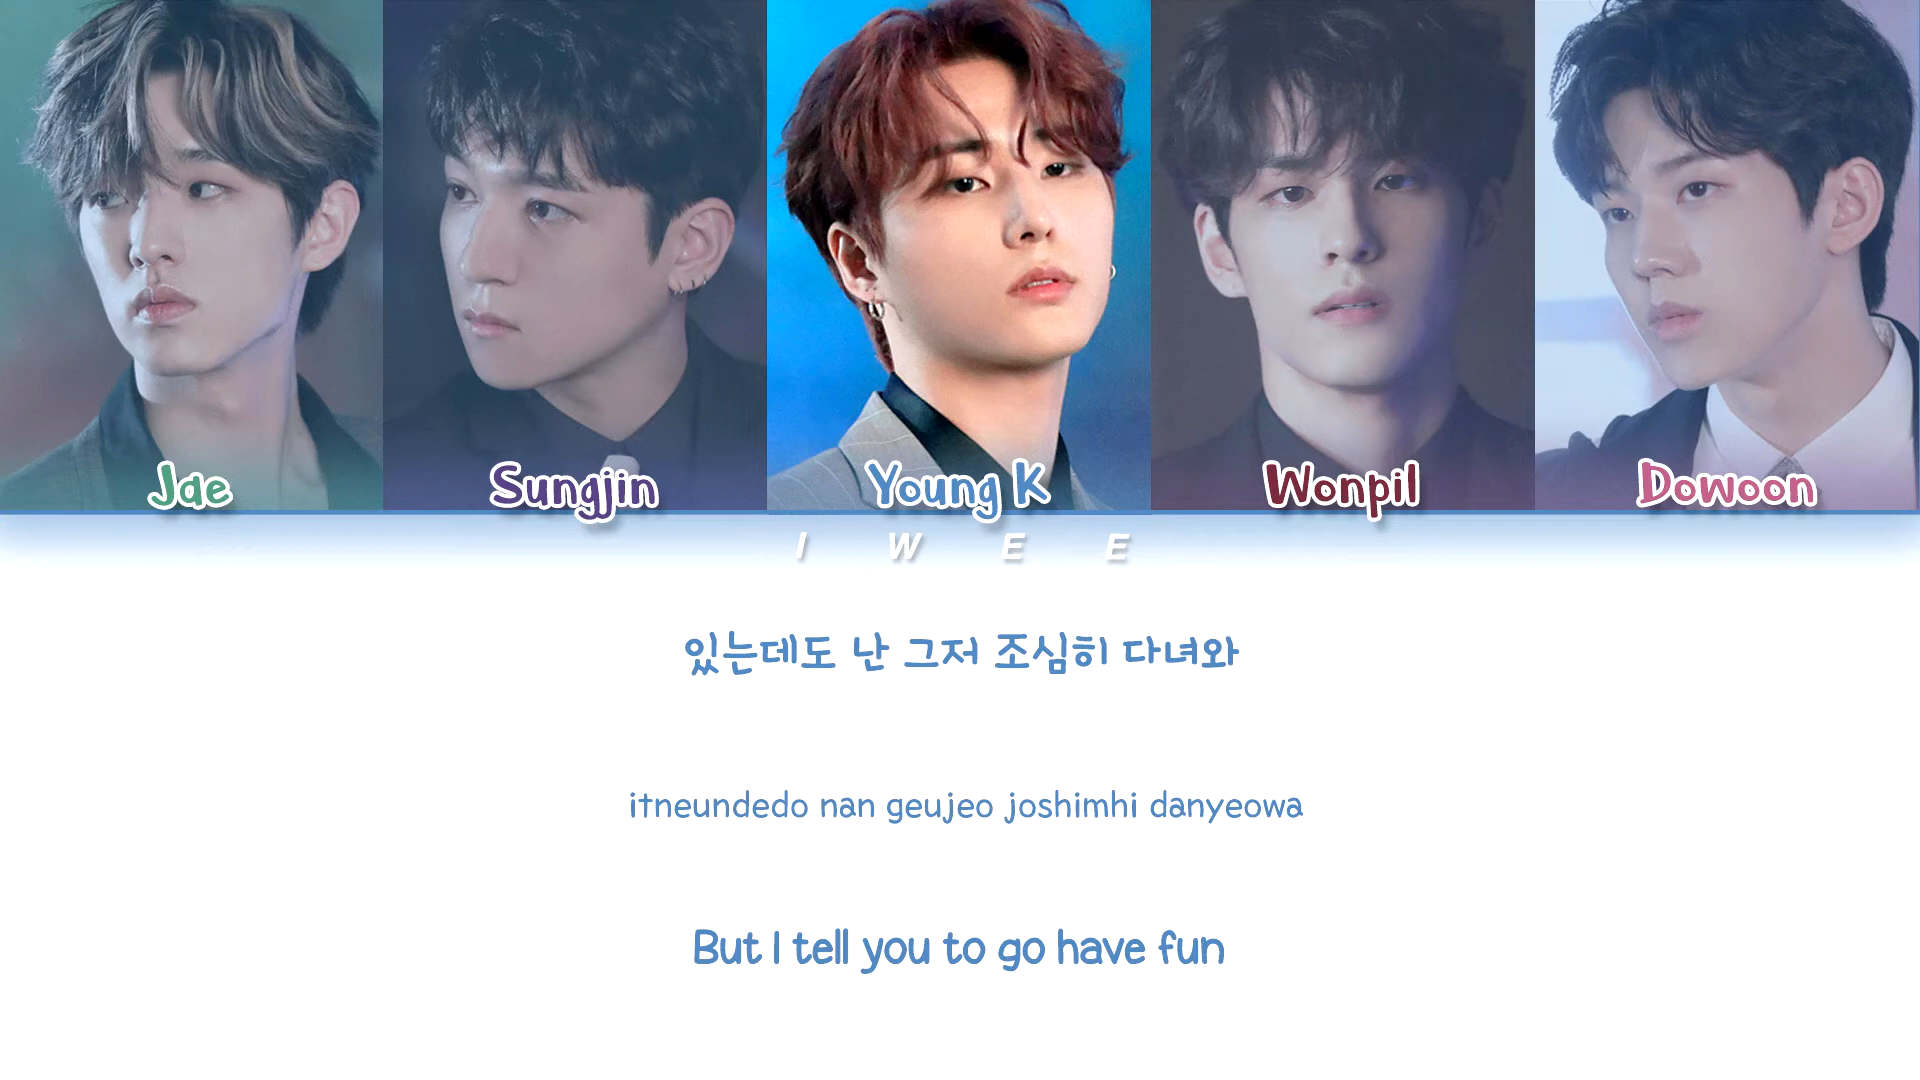 Jae
Sungjin
Young K
Wonpil
Dowoon
I W E E
있는데도 난 그저 조심히 다녀와
itneundedo nan geujeo joshimhi danyeowa
But I tell you to go have fun